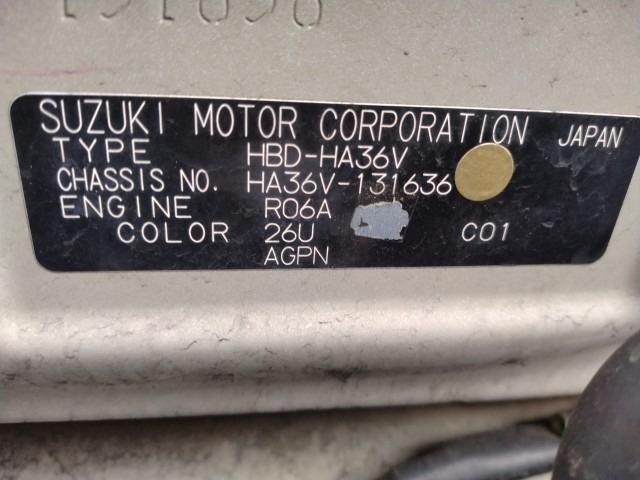 SUZUKI MOTOR CORPORATION JAPAN
TYPE HBD-HA36V
CHASSIS NO. HA36V-131636
ENGINE R06A
COLOR 26U C01
AGPN